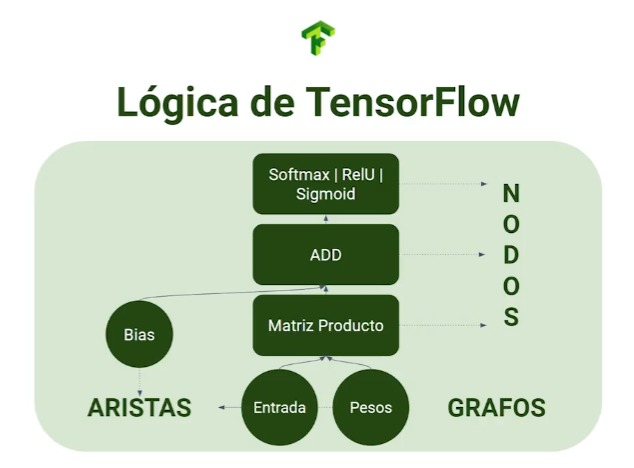 Lógica de TensorFlow
Softmax | RelU |
Sigmoid
ADD
Matriz Producto
Bias
Entrada
Pesos
ARISTAS
GRAFOS
N
O
D
O
S